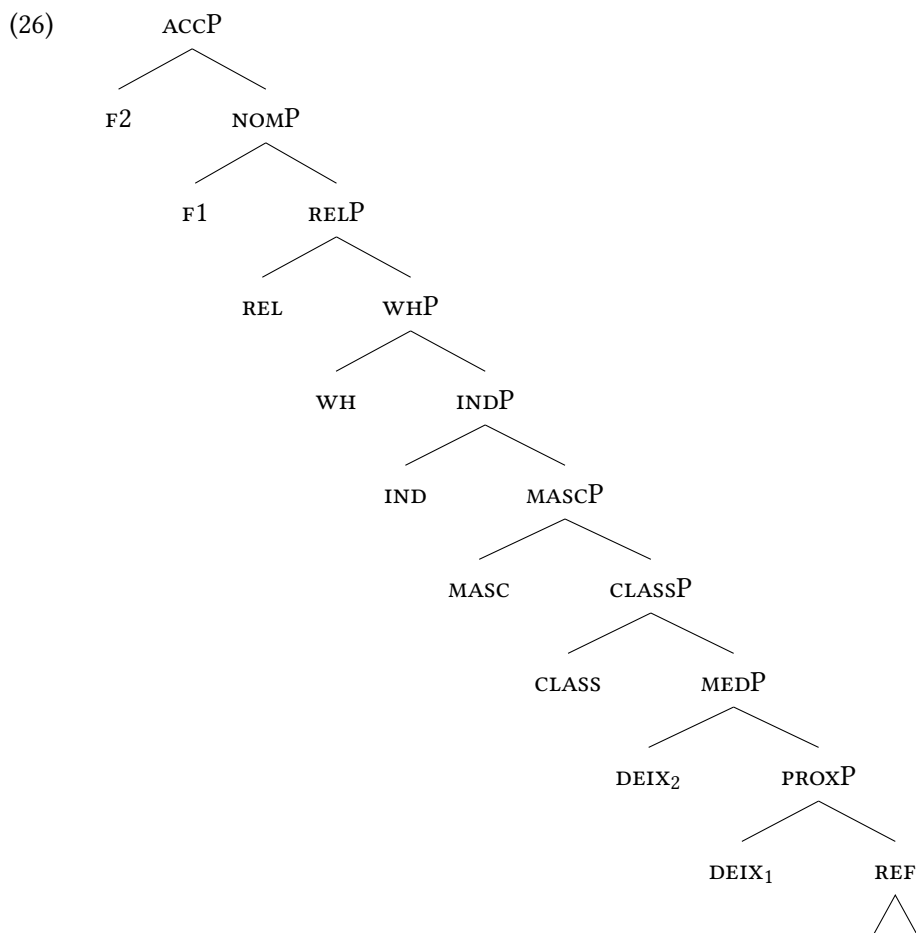 (26) ACCP
F2 NOMP
F1 RELP
REL WHP
WH INDP
IND MASCP
MASC CLASSP
CLASS MEDP
DEIX₂ PROXP
DEIX₁ REF